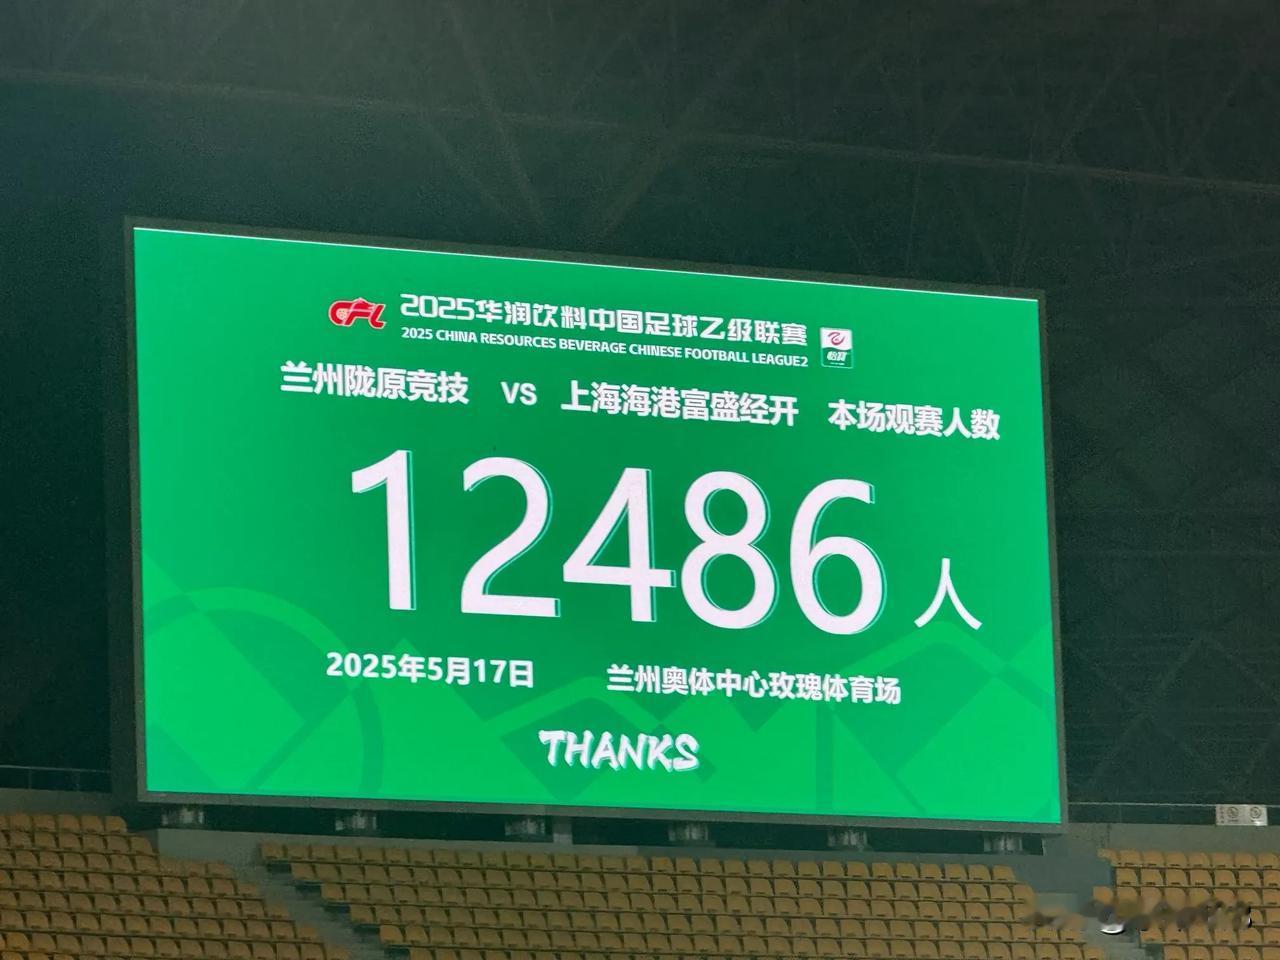 CFL 2025华润饮料中国足球乙级联赛
2025 CHINA RESOURCES BEVERAGE CHINESE FOOTBALL LEAGUE2
怡宝
兰州陇原竞技 VS 上海海港富盛经开 本场观赛人数
12486人
2025年5月17日 兰州奥体中心玫瑰体育场
THANKS